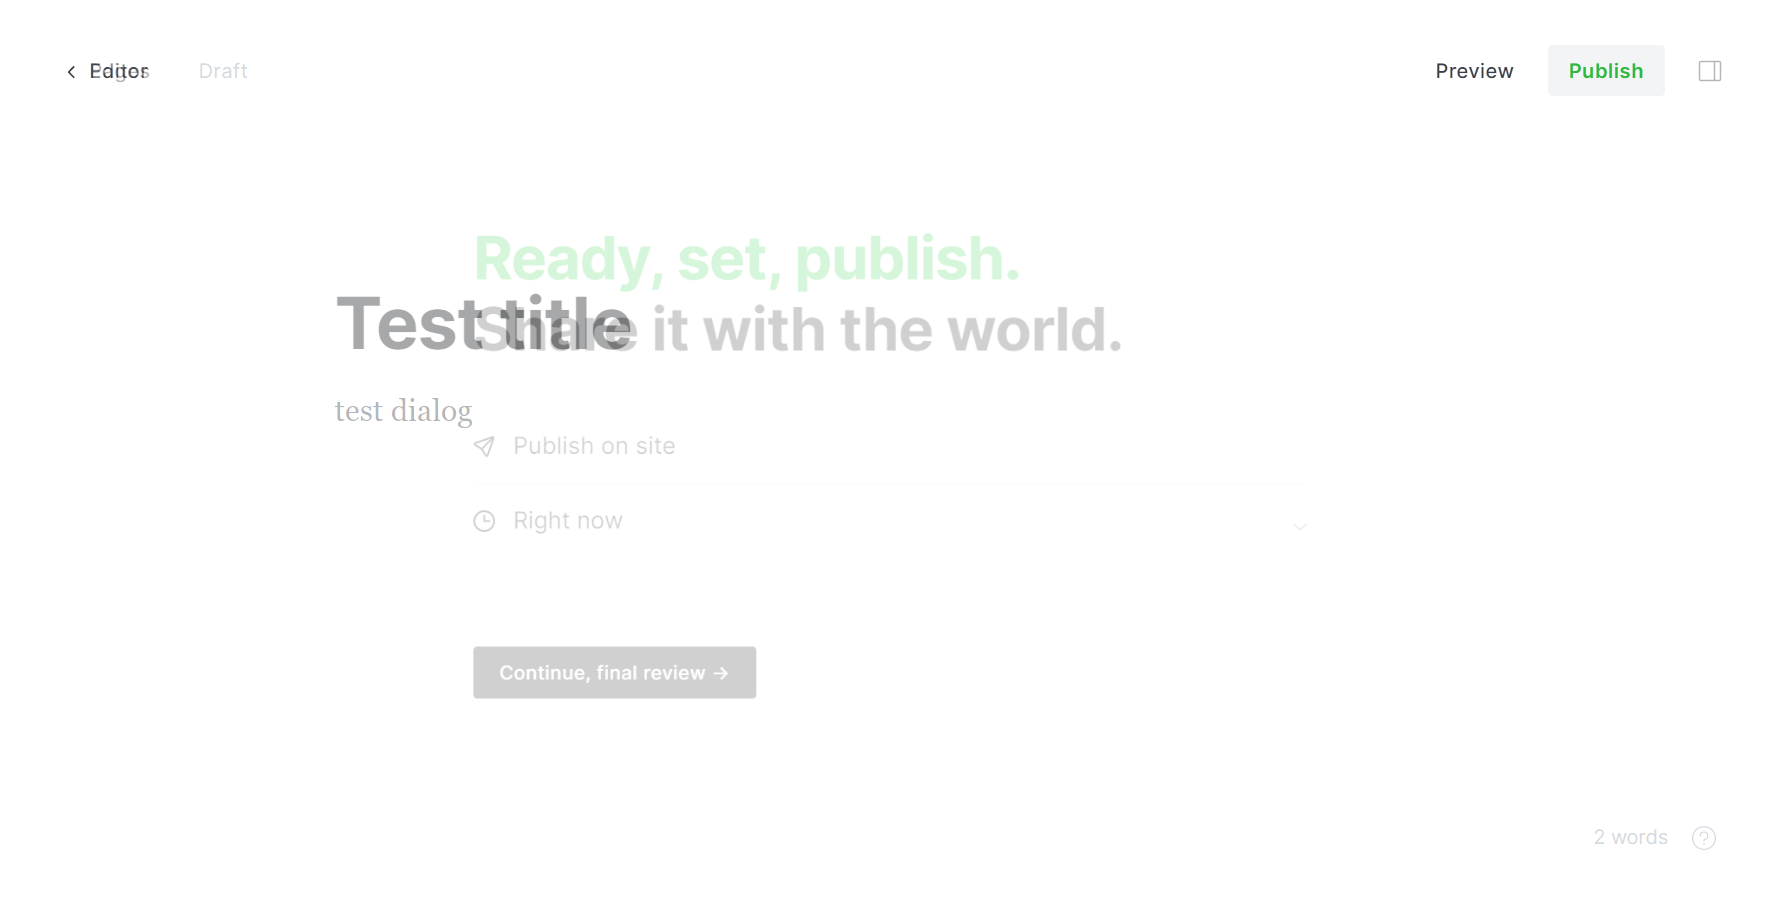 Editor
Pages
Draft
Preview
Publish
Ready, set, publish.
Test title
Share it with the world.
test dialog
Publish on site
Right now
Continue, final review →
2 words
?